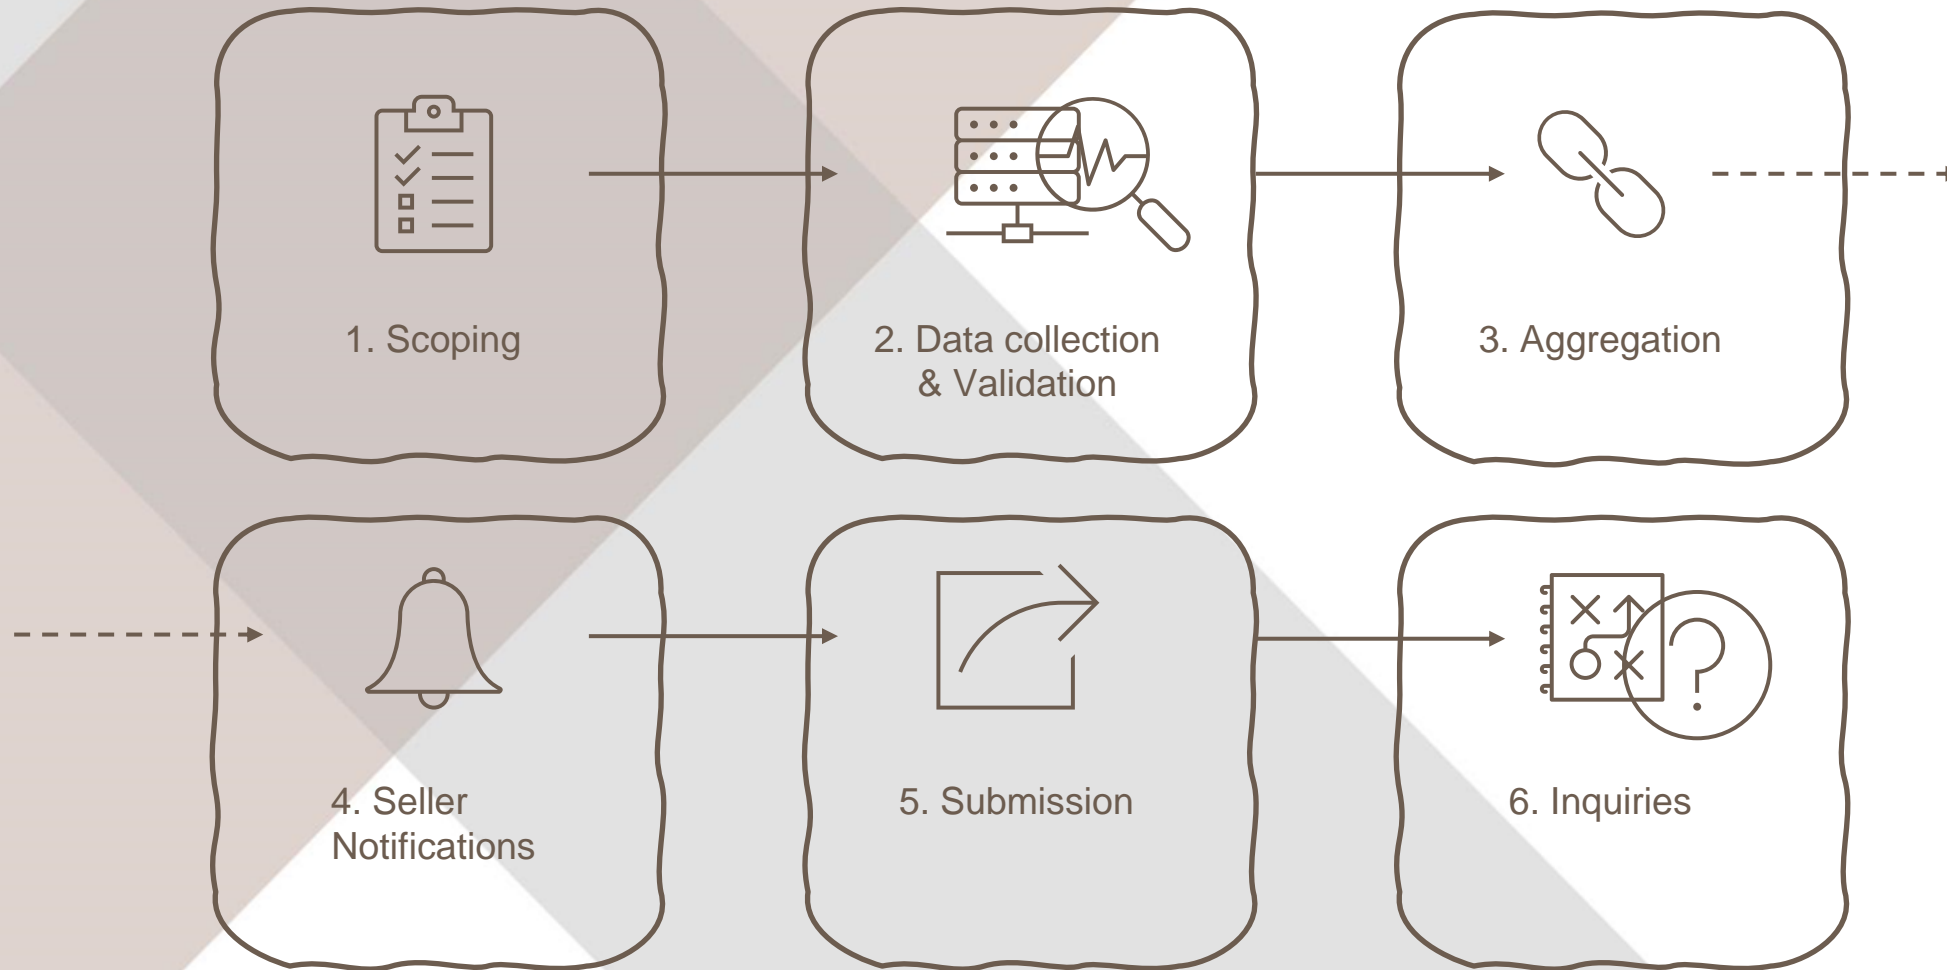 1. Scoping
2. Data collection
& Validation
3. Aggregation
4. Seller
Notifications
5. Submission
6. Inquiries